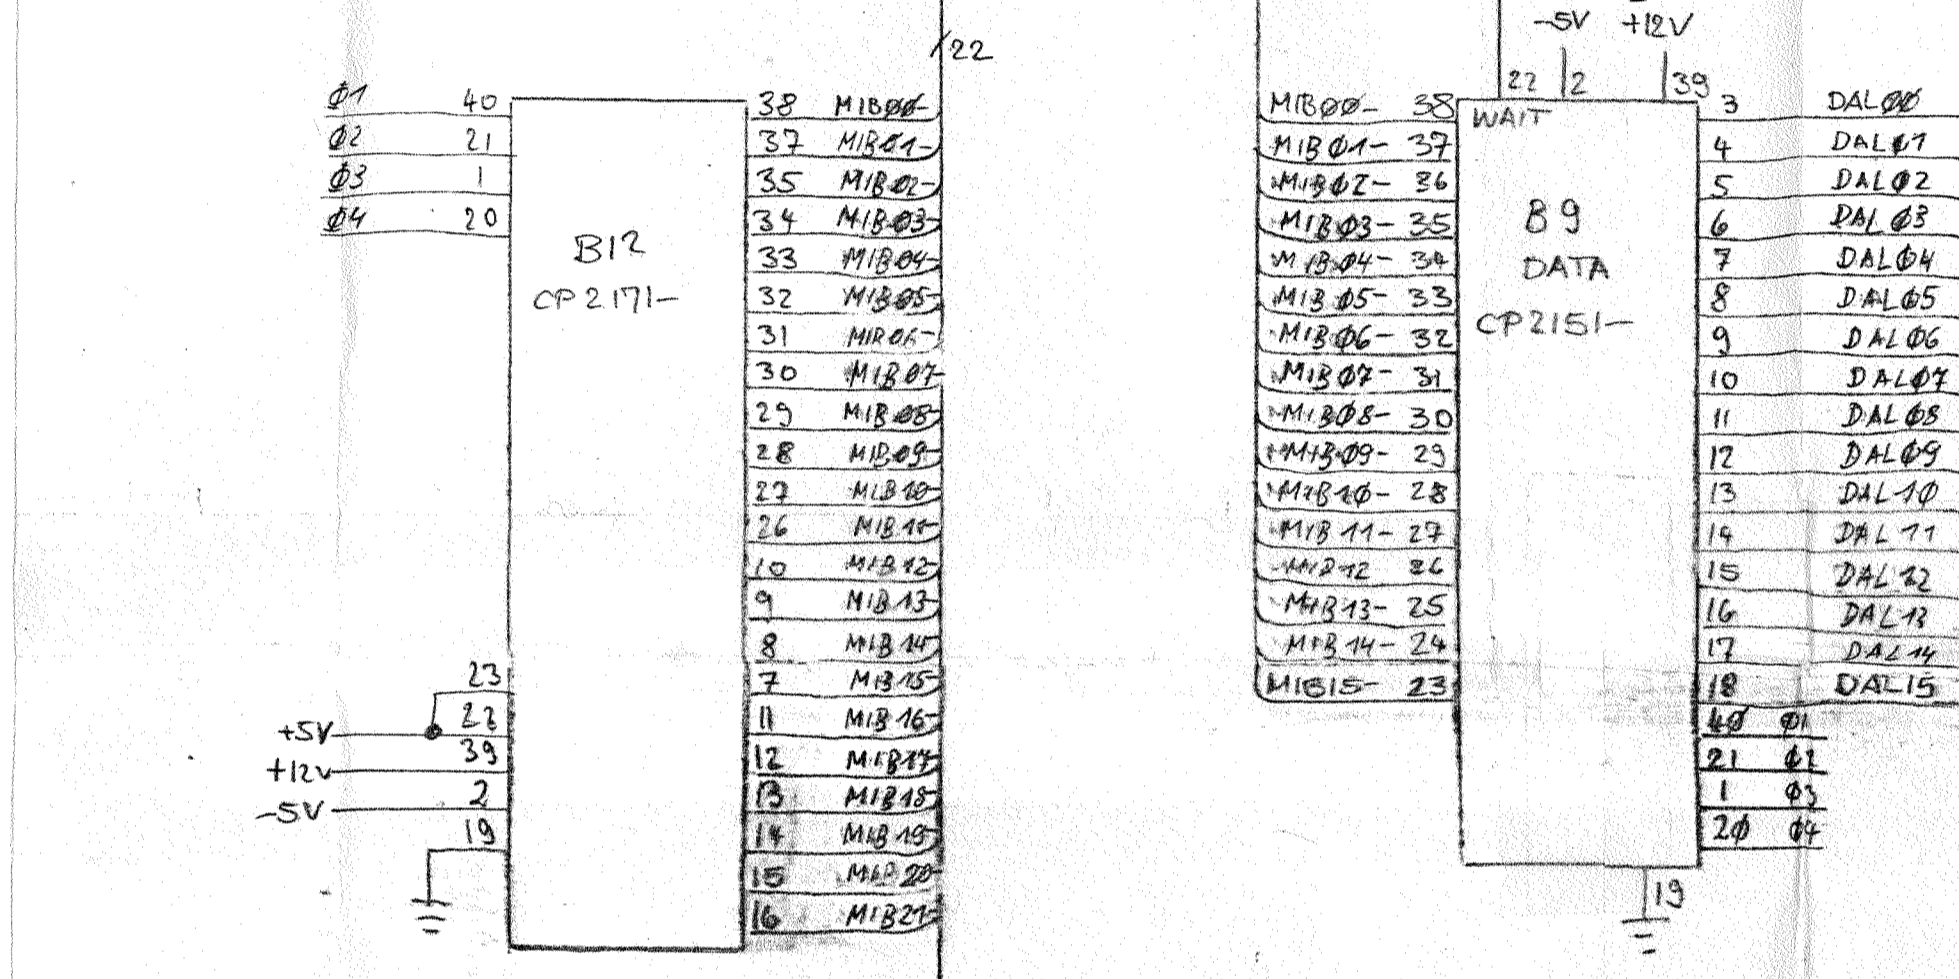 /22
Ø1 40
Ø2 21
Ø3 1
Ø4 20
B12
CP2171-
23
+5V 22
+12V 39
-5V 2
19
38 MIBØØ-
37 MIBØ1-
35 MIBØ2-
34 MIBØ3-
33 MIBØ4-
32 MIBØ5-
31 MIBØ6-
30 MIBØ7-
29 MIBØ8-
28 MIBØ9-
27 MIB1Ø-
26 MIB11-
10 MIB12-
9 MIB13-
8 MIB14-
7 MIB15-
11 MIB16-
12 MIB17-
13 MIB18-
14 MIB19-
15 MIB20-
16 MIB21-
-5V +12V
22 2 39
WAIT
B9
DATA
CP2151-
MIBØØ- 38
MIBØ1- 37
MIBØ2- 36
MIBØ3- 35
MIBØ4- 34
MIBØ5- 33
MIBØ6- 32
MIBØ7- 31
MIBØ8- 30
MIBØ9- 29
MIB1Ø- 28
MIB11- 27
MIB12 26
MIB13- 25
MIB14- 24
MIB15- 23
3 DALØØ
4 DALØ1
5 DALØ2
6 DALØ3
7 DALØ4
8 DALØ5
9 DALØ6
10 DALØ7
11 DALØ8
12 DALØ9
13 DAL1Ø
14 DAL11
15 DAL12
16 DAL13
17 DAL14
18 DAL15
4Ø Ø1
21 Ø2
1 Ø3
2Ø Ø4
19